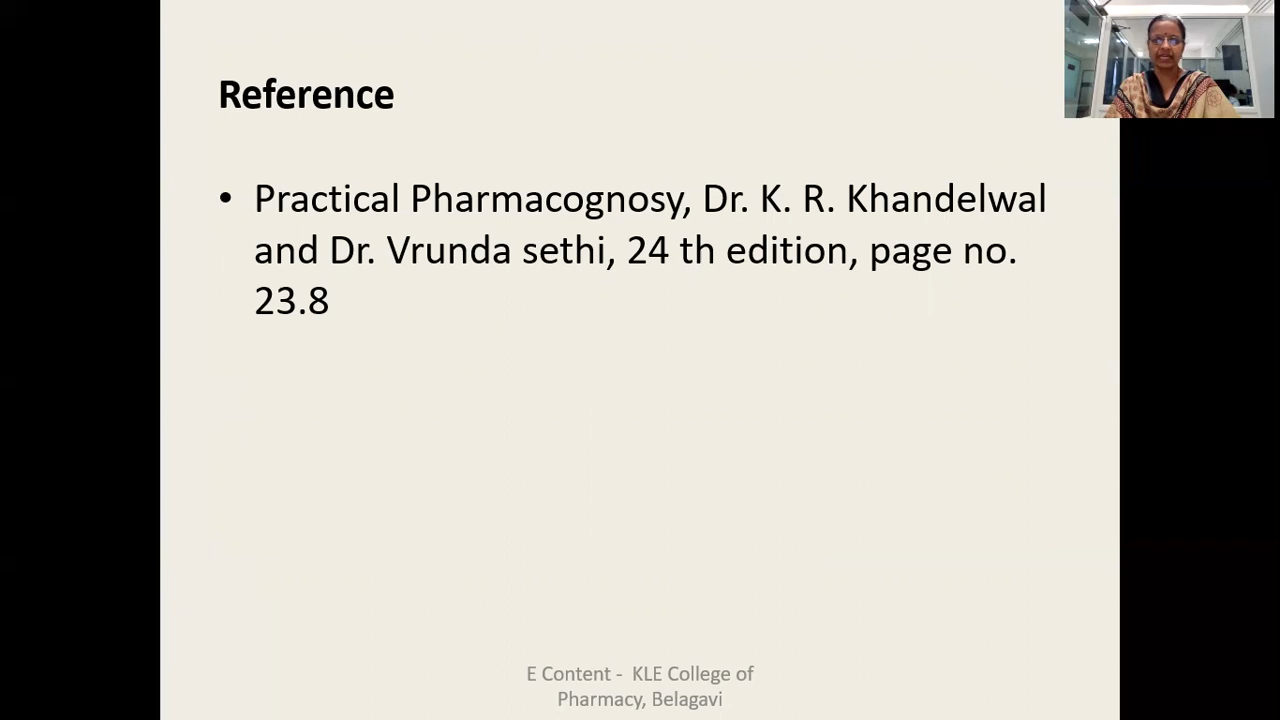 Reference
• Practical Pharmacognosy, Dr. K. R. Khandelwal
and Dr. Vrunda sethi, 24 th edition, page no.
23.8
E Content - KLE College of
Pharmacy, Belagavi